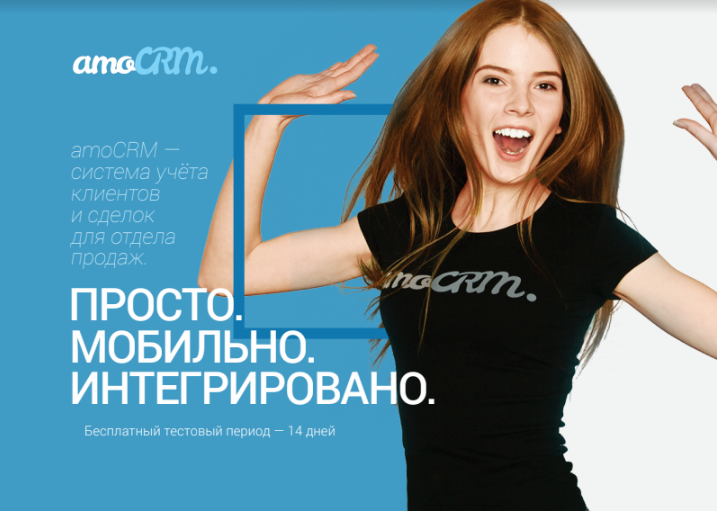 amoCRM.
amoCRM —
система учёта
клиентов
и сделок
для отдела
продаж.
amoCRM.
ПРОСТО.
МОБИЛЬНО.
ИНТЕГРИРОВАНО.
Бесплатный тестовый период — 14 дней